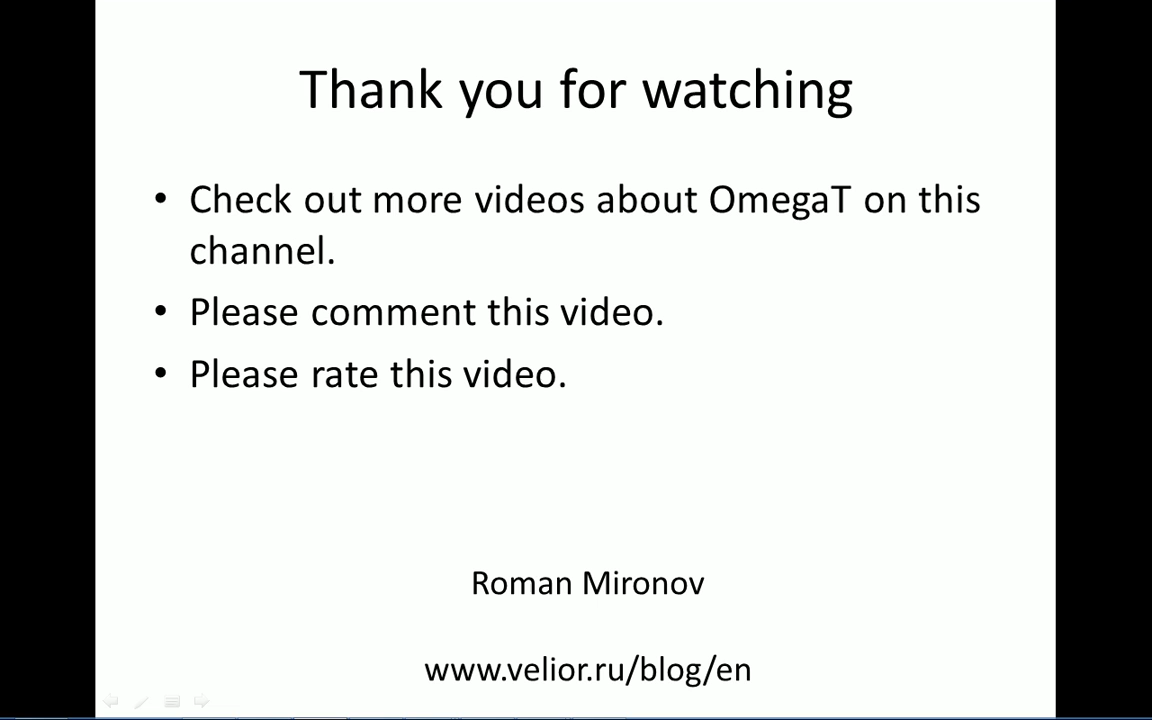 Thank you for watching
• Check out more videos about OmegaT on this
channel.
• Please comment this video.
• Please rate this video.
Roman Mironov
www.velior.ru/blog/en